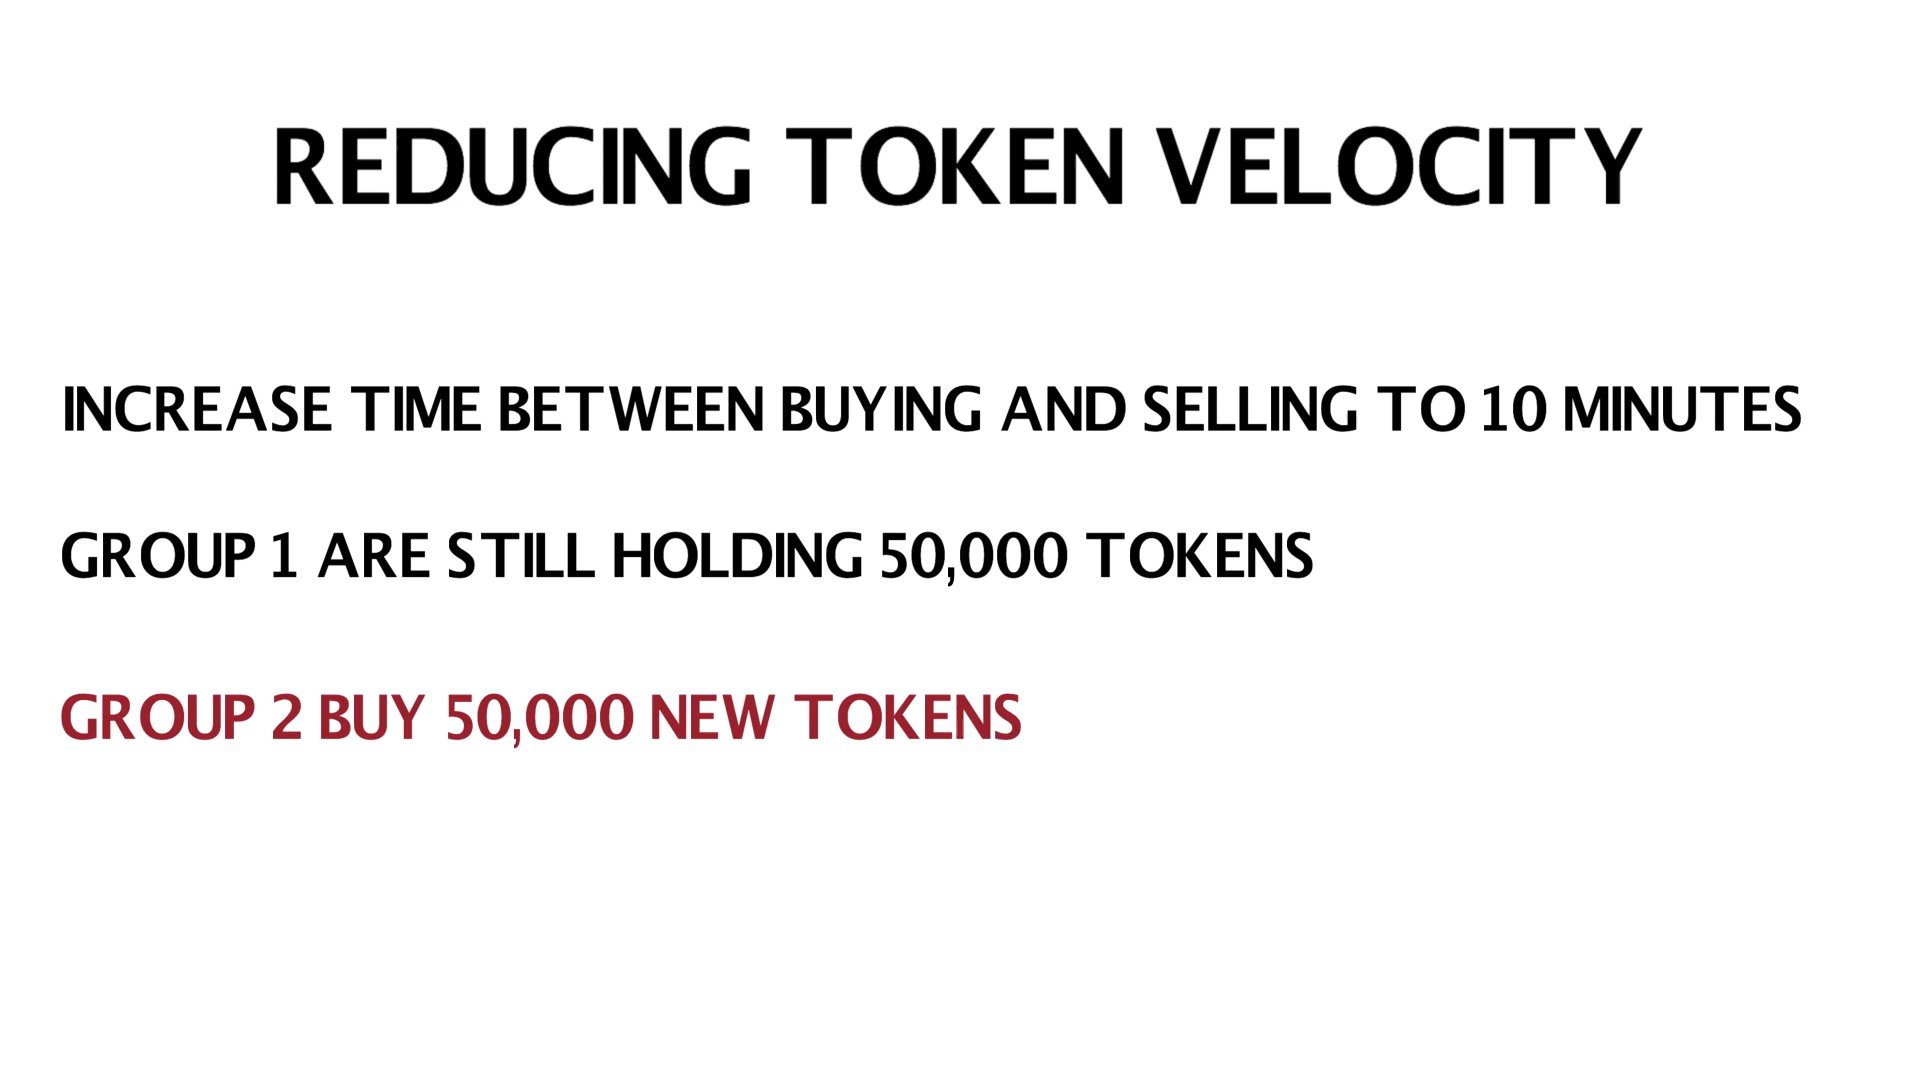 REDUCING TOKEN VELOCITY
INCREASE TIME BETWEEN BUYING AND SELLING TO 10 MINUTES
GROUP 1 ARE STILL HOLDING 50,000 TOKENS
GROUP 2 BUY 50,000 NEW TOKENS